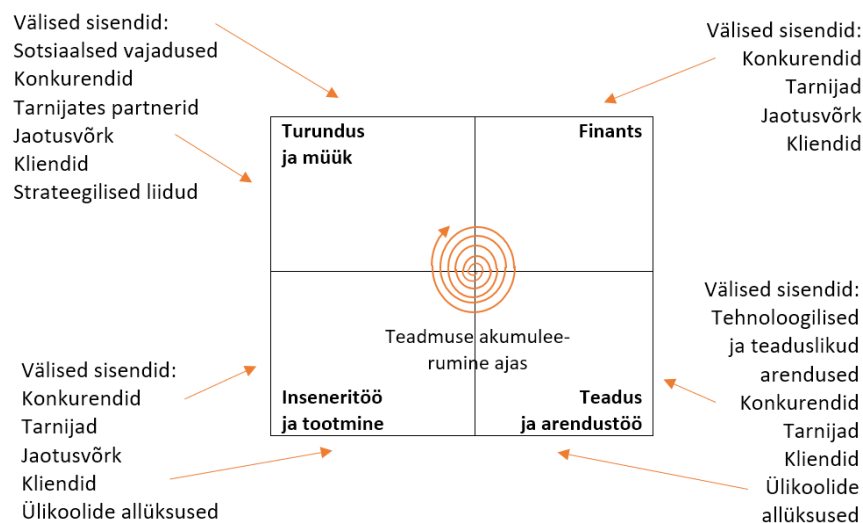 Välised sisendid:
Sotsiaalsed vajadused
Konkurendid
Tarnijates partnerid
Jaotusvõrk
Kliendid
Strateegilised liidud
Välised sisendid:
Konkurendid
Tarnijad
Jaotusvõrk
Kliendid
Turundus
ja müük
Finants
Teadmuse akumulee-
rumine ajas
Inseneritöö
ja tootmine
Teadus
ja arendustöö
Välised sisendid:
Konkurendid
Tarnijad
Jaotusvõrk
Kliendid
Ülikoolide allüksused
Välised sisendid:
Tehnoloogilised
ja teaduslikud
arendused
Konkurendid
Tarnijad
Kliendid
Ülikoolide
allüksused